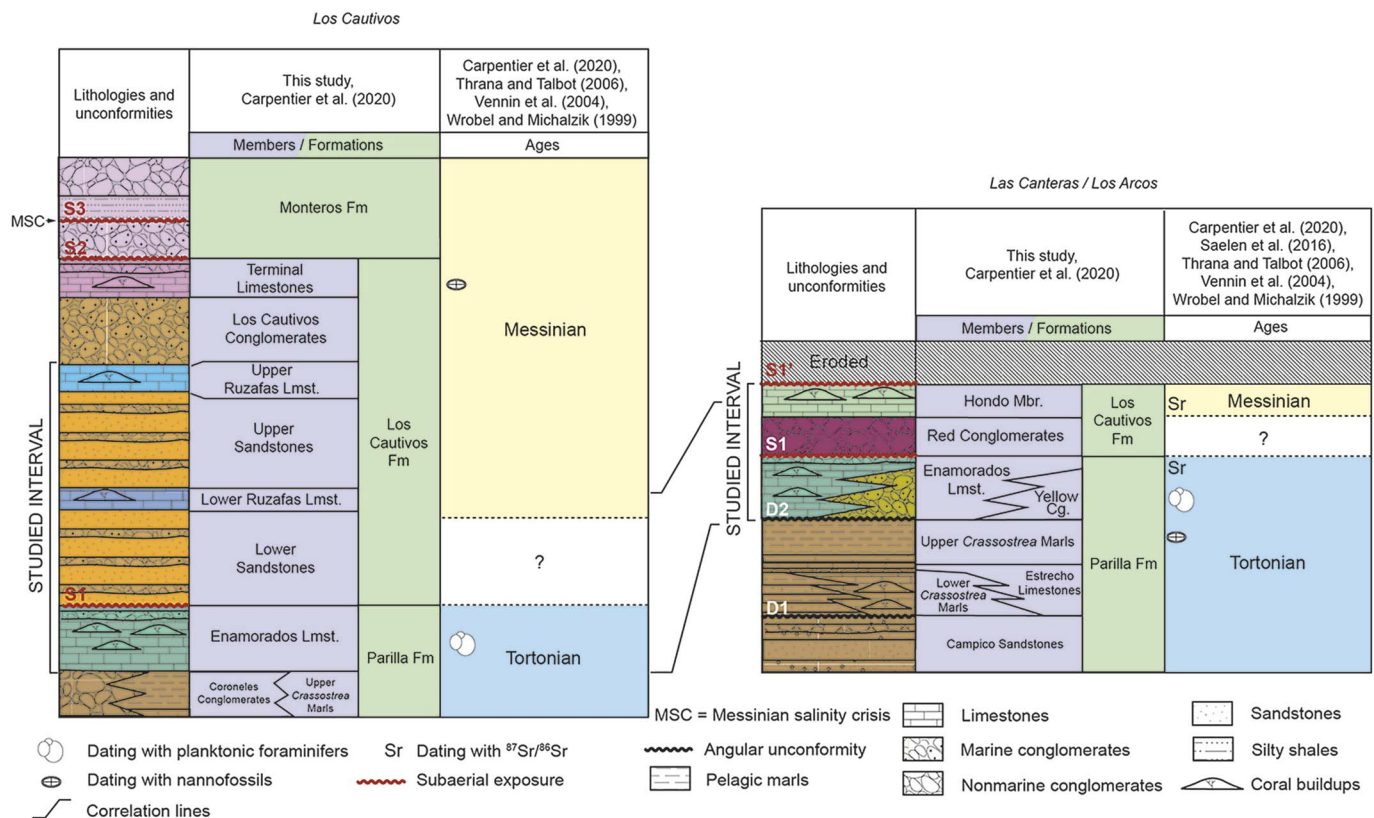 Los Cautivos
Lithologies and
unconformities
This study,
Carpentier et al. (2020)
Carpentier et al. (2020),
Thrana and Talbot (2006),
Vennin et al. (2004),
Wrobel and Michalzik (1999)
Members / Formations
Ages
MSC
S3
S2
S1
STUDIED INTERVAL
Monteros Fm
Terminal
Limestones
Los Cautivos
Conglomerates
Upper
Ruzafas Lmst.
Upper
Sandstones
Lower Ruzafas Lmst.
Lower
Sandstones
Enamorados Lmst.
Coroneles
Conglomerates
Upper
Crassostrea
Marls
Los
Cautivos
Fm
Parilla Fm
Messinian
?
Tortonian
Las Canteras / Los Arcos
Lithologies and
unconformities
This study,
Carpentier et al. (2020)
Carpentier et al. (2020),
Saelen et al. (2016),
Thrana and Talbot (2006),
Vennin et al. (2004),
Wrobel and Michalzik (1999)
Members / Formations
Ages
STUDIED INTERVAL
Eroded
S1'
S1
D2
D1
Hondo Mbr.
Red Conglomerates
Enamorados
Lmst.
Yellow
Cg.
Upper Crassostrea Marls
Lower
Crassostrea
Marls
Estrecho
Limestones
Campico Sandstones
Los
Cautivos
Fm
Parilla Fm
Sr
Messinian
?
Sr
Tortonian
Dating with planktonic foraminifers
Dating with nannofossils
Correlation lines
Sr Dating with ⁸⁷Sr/⁸⁶Sr
Subaerial exposure
MSC = Messinian salinity crisis
Angular unconformity
Pelagic marls
Limestones
Marine conglomerates
Nonmarine conglomerates
Sandstones
Silty shales
Coral buildups